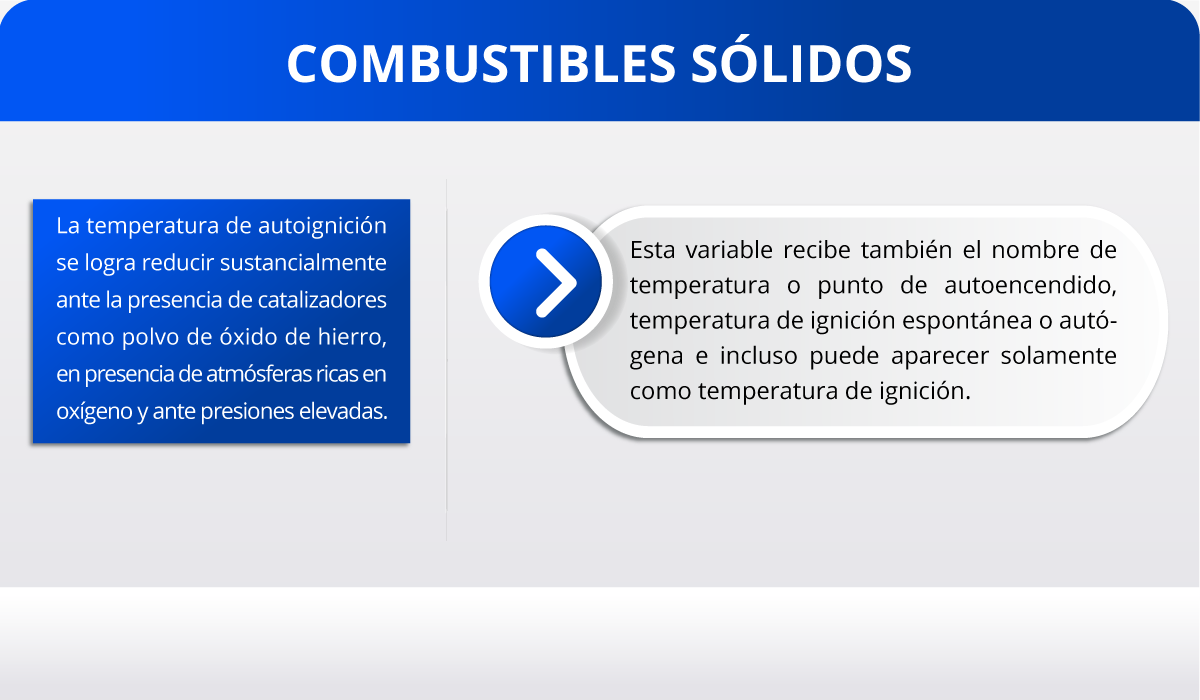 COMBUSTIBLES SÓLIDOS
La temperatura de autoignición
se logra reducir sustancialmente
ante la presencia de catalizadores
como polvo de óxido de hierro,
en presencia de atmósferas ricas en
oxígeno y ante presiones elevadas.
Esta variable recibe también el nombre de
temperatura o punto de autoencendido,
temperatura de ignición espontánea o autó-
gena e incluso puede aparecer solamente
como temperatura de ignición.